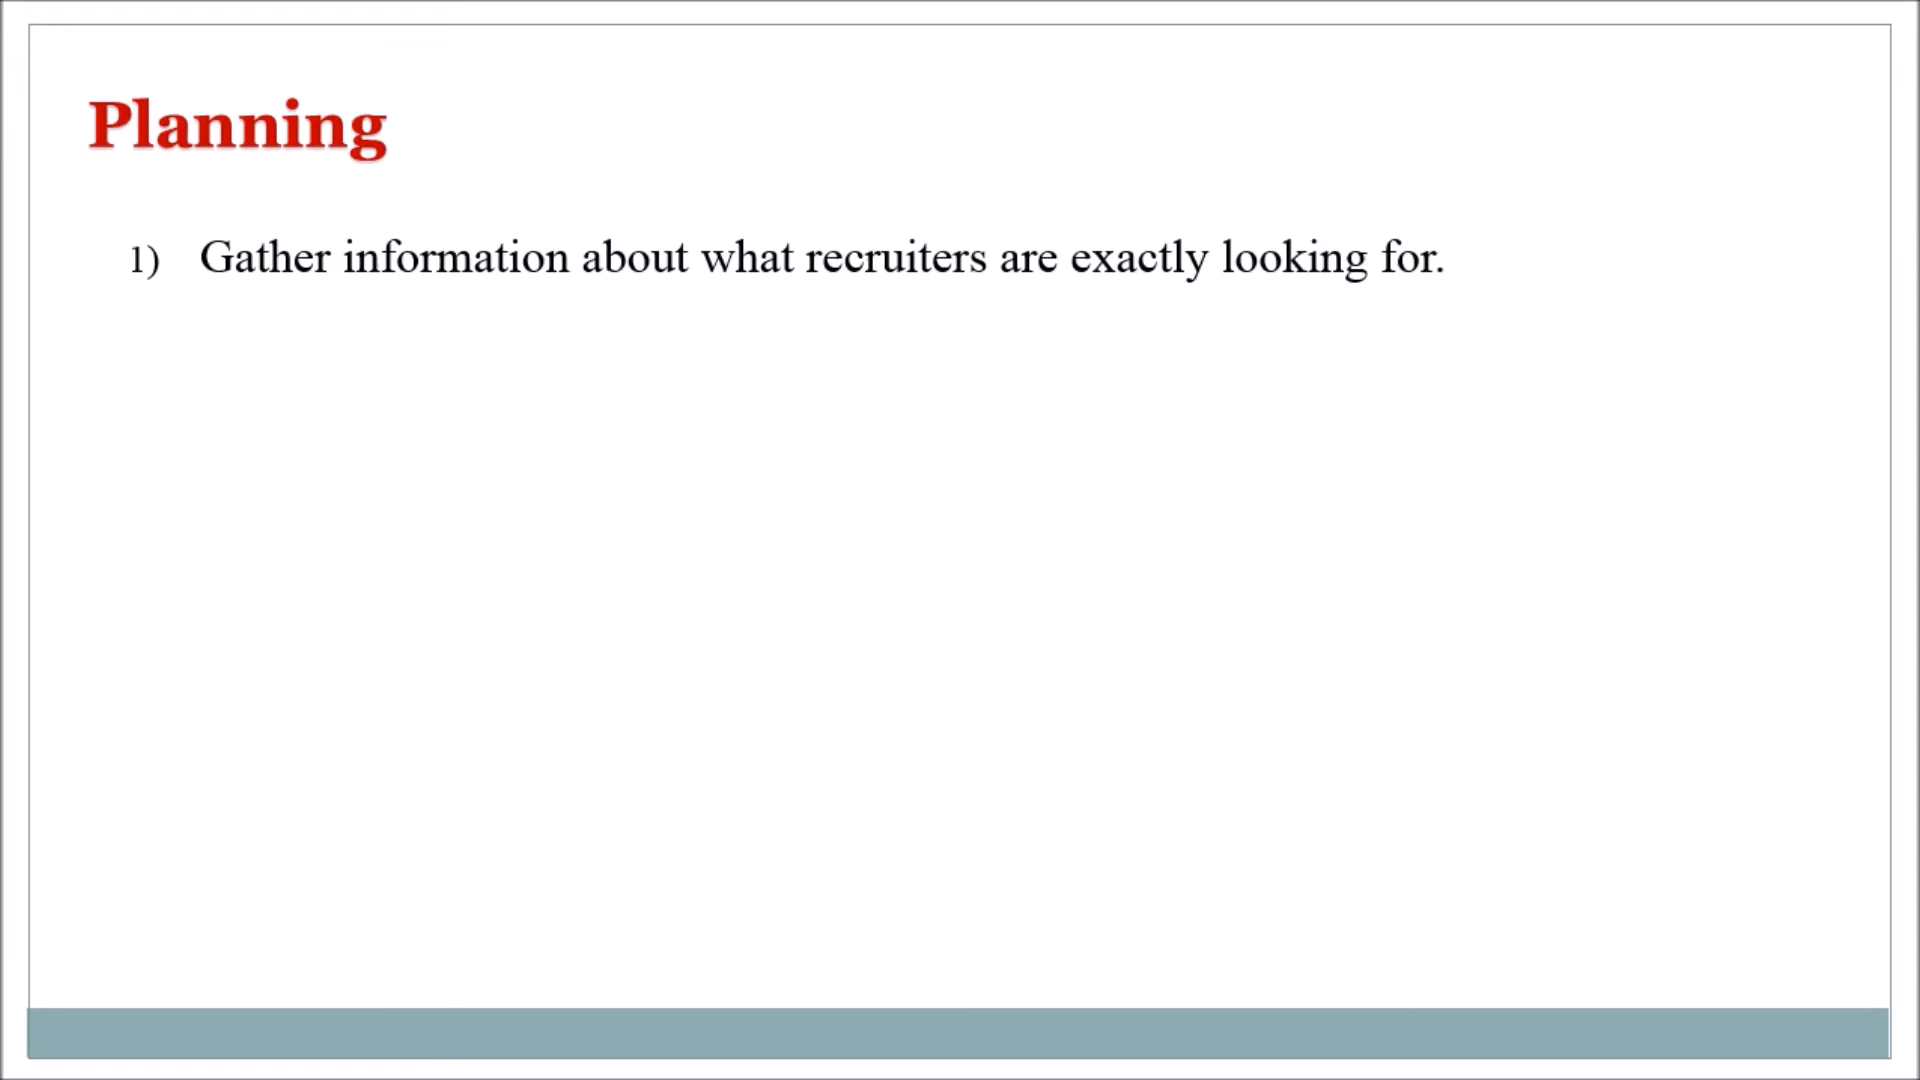 Planning
1) Gather information about what recruiters are exactly looking for.